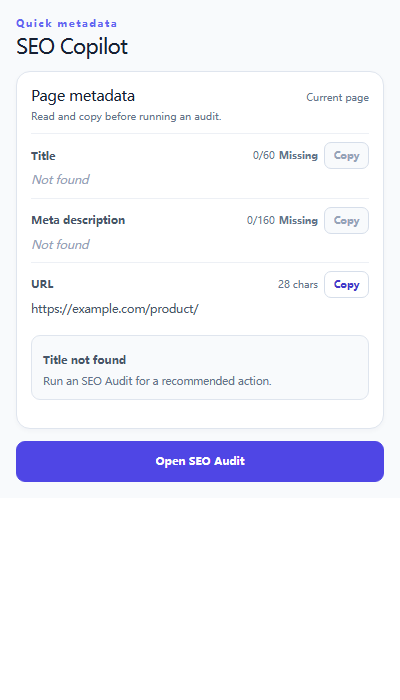 Quick metadata
SEO Copilot
Page metadata Current page
Read and copy before running an audit.
Title 0/60 Missing Copy
Not found
Meta description 0/160 Missing Copy
Not found
URL 28 chars Copy
https://example.com/product/
Title not found
Run an SEO Audit for a recommended action.
Open SEO Audit